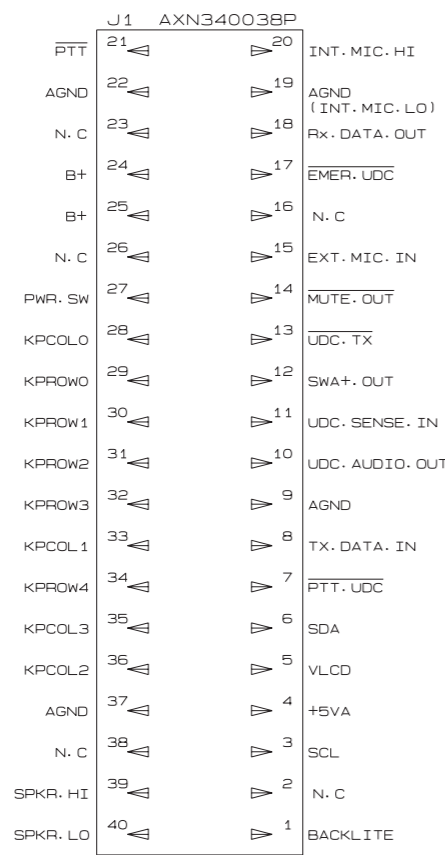 J1 AXN340038P
PTT 21 20 INT.MIC.HI
AGND 22 19 AGND
(INT.MIC.LO)
N.C 23 18 Rx.DATA.OUT
B+ 24 17 EMER.UDC
B+ 25 16 N.C
N.C 26 15 EXT.MIC.IN
PWR.SW 27 14 MUTE.OUT
KPCOL0 28 13 UDC.TX
KPROW0 29 12 SWA+.OUT
KPROW1 30 11 UDC.SENSE.IN
KPROW2 31 10 UDC.AUDIO.OUT
KPROW3 32 9 AGND
KPCOL1 33 8 TX.DATA.IN
KPROW4 34 7 PTT.UDC
KPCOL3 35 6 SDA
KPCOL2 36 5 VLCD
AGND 37 4 +5VA
N.C 38 3 SCL
SPKR.HI 39 2 N.C
SPKR.LO 40 1 BACKLITE